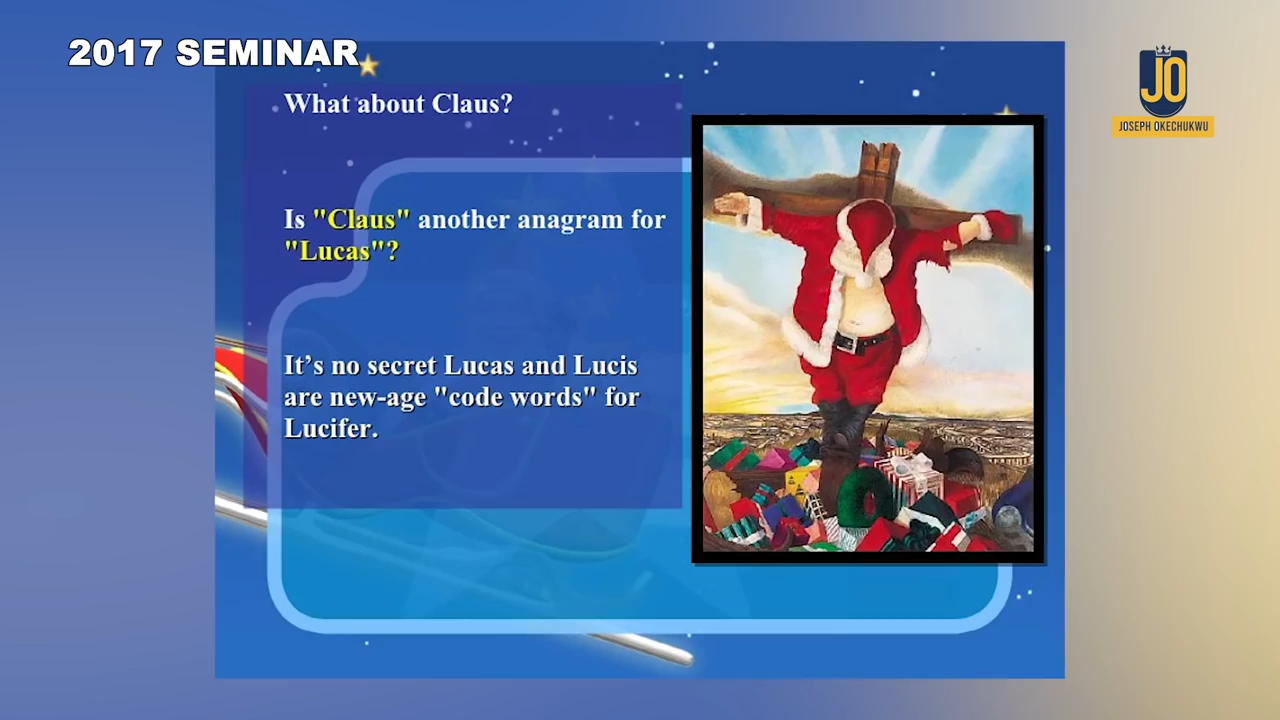 2017 SEMINAR
JO
JOSEPH OKECHUKWU
What about Claus?
Is "Claus" another anagram for
"Lucas"?
It’s no secret Lucas and Lucis
are new-age "code words" for
Lucifer.